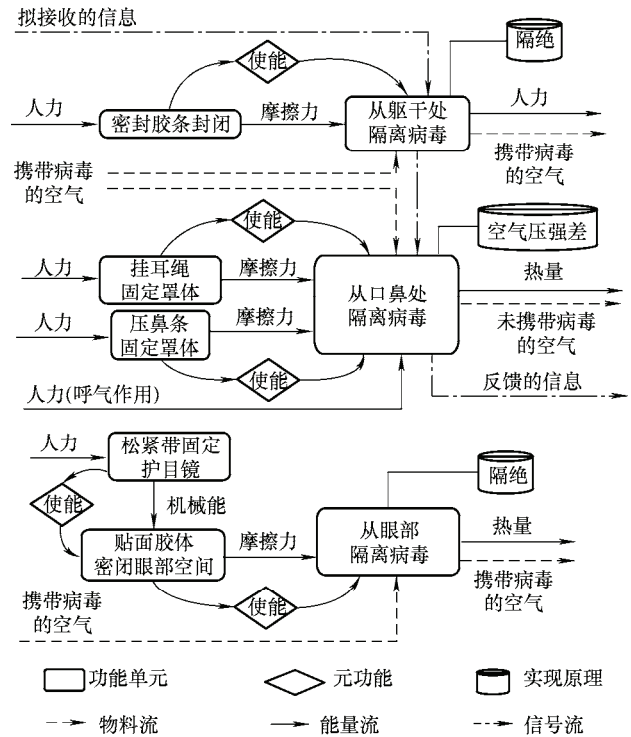 拟接收的信息
隔绝
使能
人力
密封胶条封闭
摩擦力
从躯干处
隔离病毒
人力
携带病毒
的空气
携带病毒
的空气
使能
空气压强差
人力
挂耳绳
固定罩体
摩擦力
从口鼻处
隔离病毒
热量
人力
压鼻条
固定罩体
摩擦力
未携带病毒
的空气
使能
人力(呼气作用)
反馈的信息
人力
松紧带固定
护目镜
隔绝
使能
机械能
贴面胶体
密闭眼部空间
摩擦力
从眼部
隔离病毒
热量
携带病毒
的空气
使能
携带病毒
的空气
功能单元
元功能
实现原理
物料流
能量流
信号流